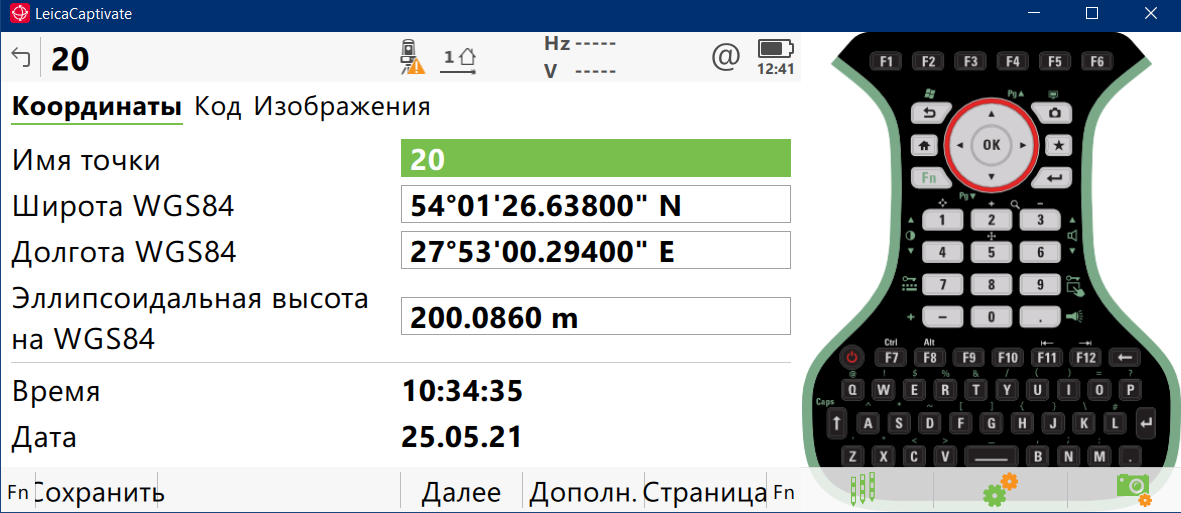 LeicaCaptivate
20
1
Hz -----
V -----
@
12:41
Координаты Код Изображения
Имя точки 20
Широта WGS84 54°01'26.63800" N
Долгота WGS84 27°53'00.29400" E
Эллипсоидальная высота
на WGS84 200.0860 m
Время 10:34:35
Дата 25.05.21
Fn Сохранить Далее Дополн. Страница Fn
F1 F2 F3 F4 F5 F6
Pg▲
OK
Fn
Pg▼
+ -
1 2 3
4 5 6
7 8 9
+ - 0 .
Ctrl Alt
F7 F8 F9 F10 F11 F12
@ ! $ % & / ( ) = ?
Q W E R T Y U I O P
Caps ^ * ~ [ ] { } \ #
A S D F G H J K L
' " < > _ - , . :
Z X C V B N M .